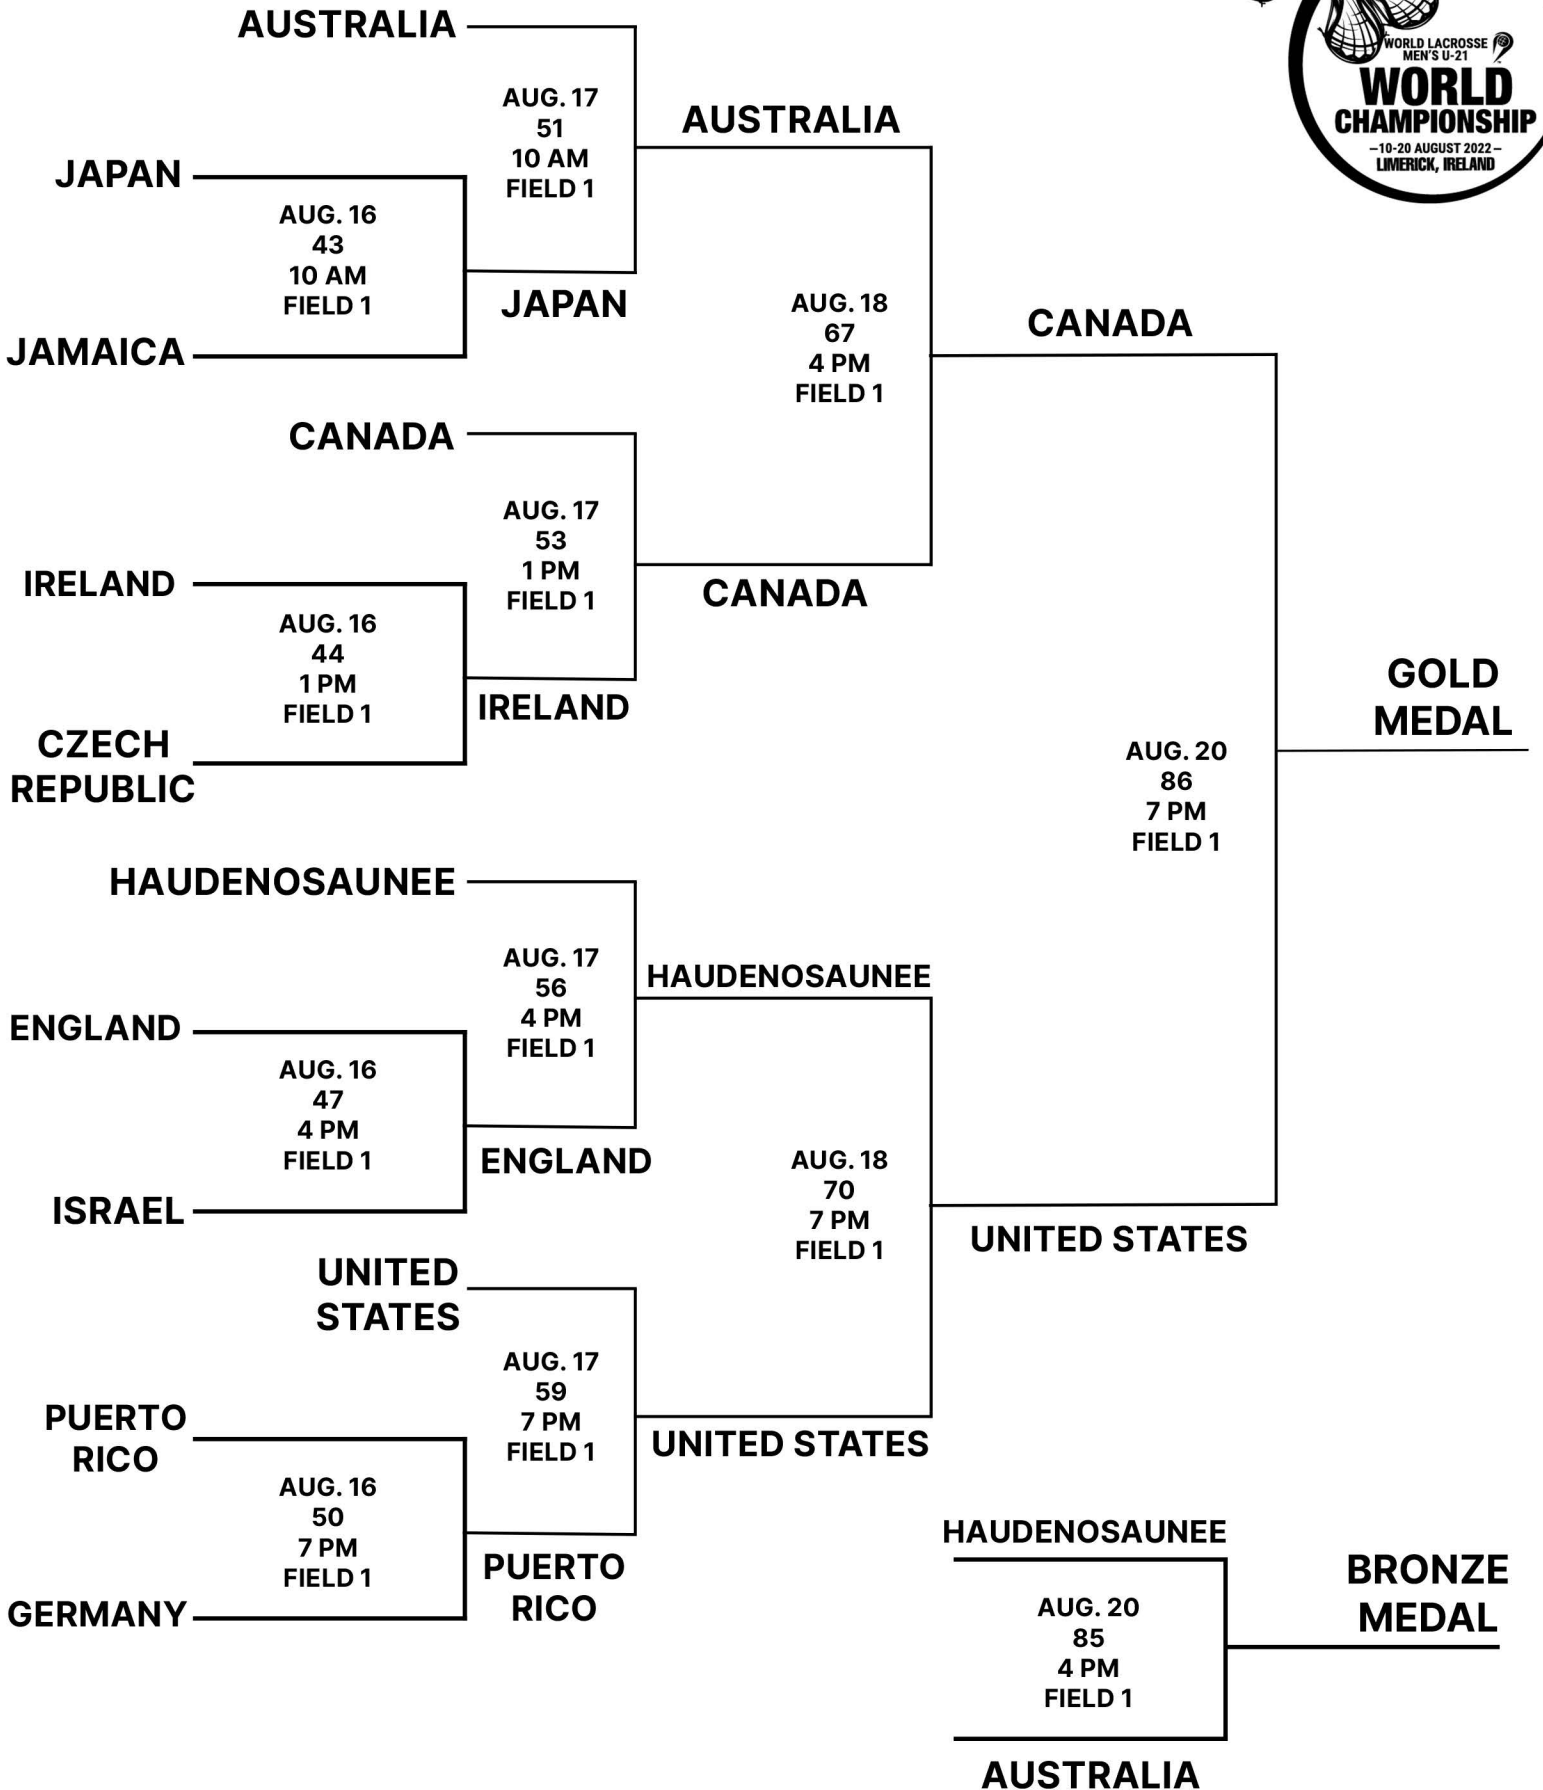 AUSTRALIA
AUG. 17
51
10 AM
FIELD 1
AUSTRALIA
WORLD LACROSSE
MEN'S U-21
WORLD
CHAMPIONSHIP
–10-20 AUGUST 2022–
LIMERICK, IRELAND
JAPAN
AUG. 16
43
10 AM
FIELD 1
JAPAN
JAMAICA
AUG. 18
67
4 PM
FIELD 1
CANADA
CANADA
AUG. 17
53
1 PM
FIELD 1
CANADA
IRELAND
AUG. 16
44
1 PM
FIELD 1
IRELAND
CZECH
REPUBLIC
GOLD
MEDAL
AUG. 20
86
7 PM
FIELD 1
HAUDENOSAUNEE
AUG. 17
56
4 PM
FIELD 1
HAUDENOSAUNEE
ENGLAND
AUG. 16
47
4 PM
FIELD 1
ENGLAND
ISRAEL
AUG. 18
70
7 PM
FIELD 1
UNITED STATES
UNITED
STATES
AUG. 17
59
7 PM
FIELD 1
UNITED STATES
PUERTO
RICO
AUG. 16
50
7 PM
FIELD 1
PUERTO
RICO
GERMANY
HAUDENOSAUNEE
AUG. 20
85
4 PM
FIELD 1
AUSTRALIA
BRONZE
MEDAL